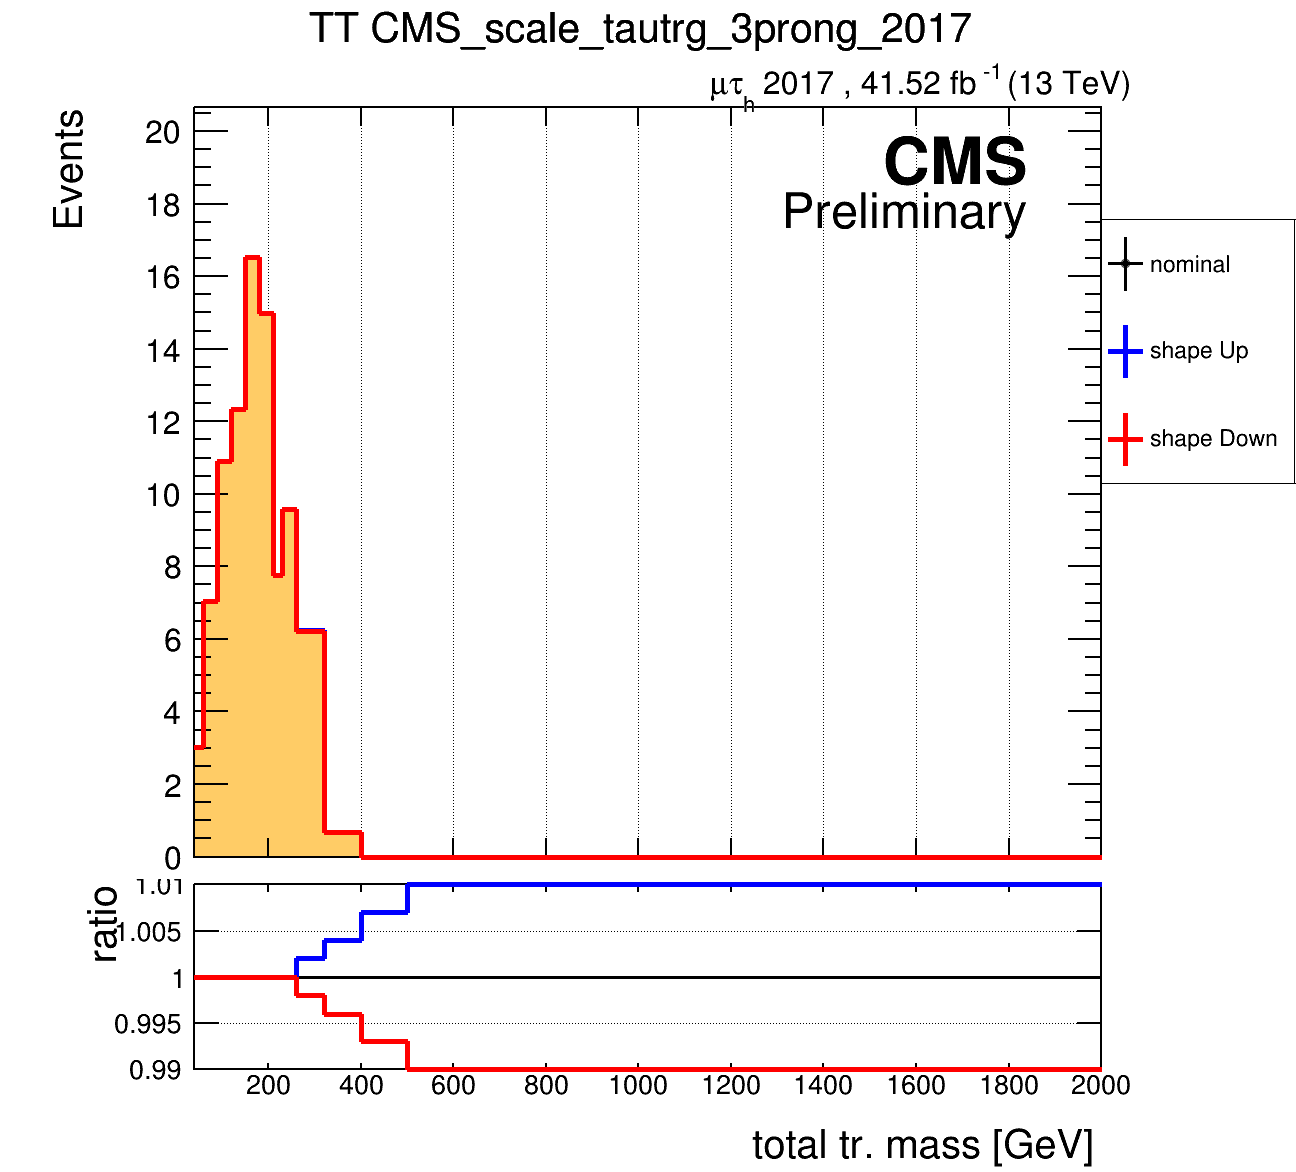 TT CMS_scale_tautrg_3prong_2017
μτh 2017 , 41.52 fb-1 (13 TeV)
Events
20
18
16
14
12
10
8
6
4
2
0
CMS
Preliminary
nominal
shape Up
shape Down
ratio
1.01
1.005
1
0.995
0.99
200 400 600 800 1000 1200 1400 1600 1800 2000
total tr. mass [GeV]